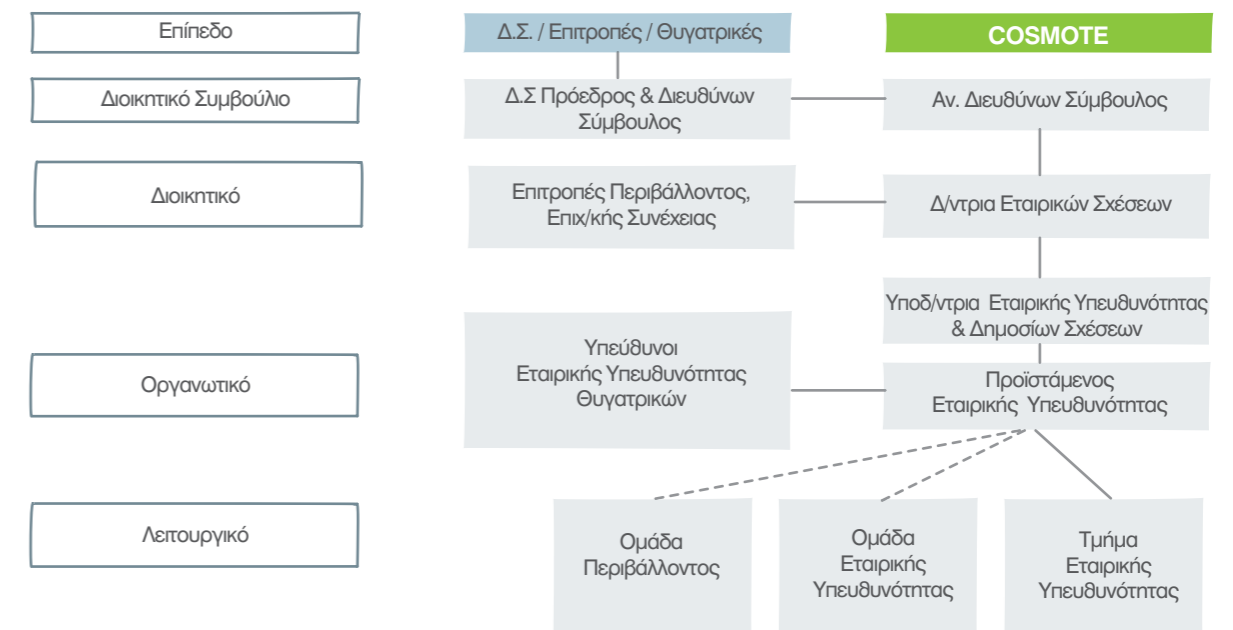 Επίπεδο
Δ.Σ. / Επιτροπές / Θυγατρικές
COSMOTE
Διοικητικό Συμβούλιο
Δ.Σ Πρόεδρος & Διευθύνων
Σύμβουλος
Αν. Διευθύνων Σύμβουλος
Διοικητικό
Επιτροπές Περιβάλλοντος,
Επιχ/κής Συνέχειας
Δ/ντρια Εταιρικών Σχέσεων
Υποδ/ντρια Εταιρικής Υπευθυνότητας
& Δημοσίων Σχέσεων
Οργανωτικό
Υπεύθυνοι
Εταιρικής Υπευθυνότητας
Θυγατρικών
Προϊστάμενος
Εταιρικής Υπευθυνότητας
Λειτουργικό
Ομάδα
Περιβάλλοντος
Ομάδα
Εταιρικής
Υπευθυνότητας
Τμήμα
Εταιρικής
Υπευθυνότητας